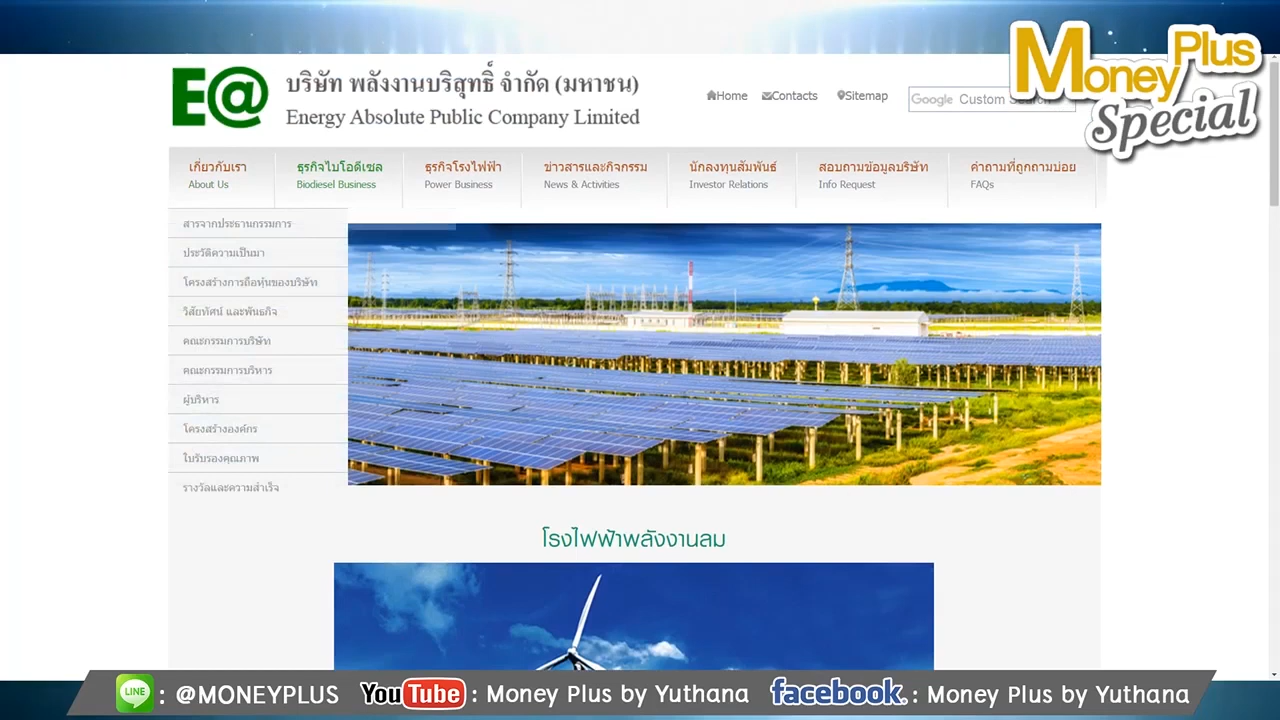 Money Plus
Special
E@
บริษัท พลังงานบริสุทธิ์ จำกัด (มหาชน)
Energy Absolute Public Company Limited
Home Contacts Sitemap
Google Custom Search
เกี่ยวกับเรา ธุรกิจไบโอดีเซล ธุรกิจโรงไฟฟ้า ข่าวสารและกิจกรรม นักลงทุนสัมพันธ์ สอบถามข้อมูลบริษัท คำถามที่ถูกถามบ่อย
About Us Biodiesel Business Power Business News & Activities Investor Relations Info Request FAQs
สารจากประธานกรรมการ
ประวัติความเป็นมา
โครงสร้างการถือหุ้นของบริษัท
วิสัยทัศน์ และพันธกิจ
คณะกรรมการบริษัท
คณะกรรมการบริหาร
ผู้บริหาร
โครงสร้างองค์กร
ใบรับรองคุณภาพ
รางวัลและความสำเร็จ
โรงไฟฟ้าพลังงานลม
LINE : @MONEYPLUS YouTube : Money Plus by Yuthana facebook. : Money Plus by Yuthana